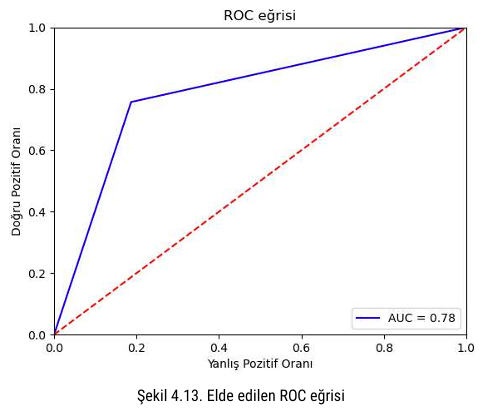 ROC eğrisi
1.0
0.8
0.6
0.4
0.2
0.0
Doğru Pozitif Oranı
AUC = 0.78
0.0 0.2 0.4 0.6 0.8 1.0
Yanlış Pozitif Oranı
Şekil 4.13. Elde edilen ROC eğrisi